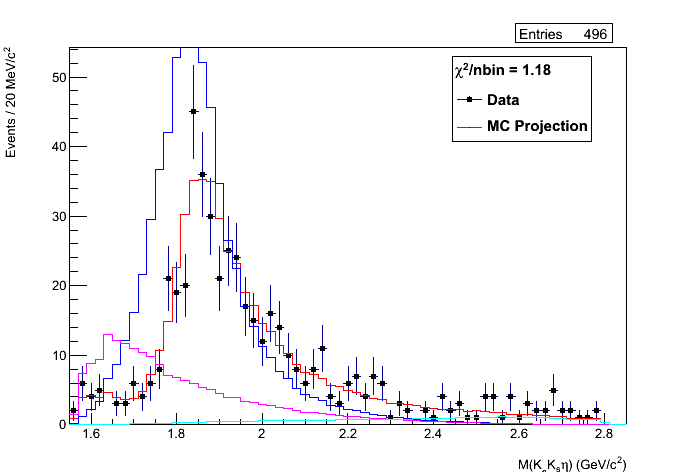 Entries 496
χ²/nbin = 1.18
Data
MC Projection
Events / 20 MeV/c²
50
40
30
20
10
0
1.6 1.8 2 2.2 2.4 2.6 2.8
M(KₛKₛη) (GeV/c²)